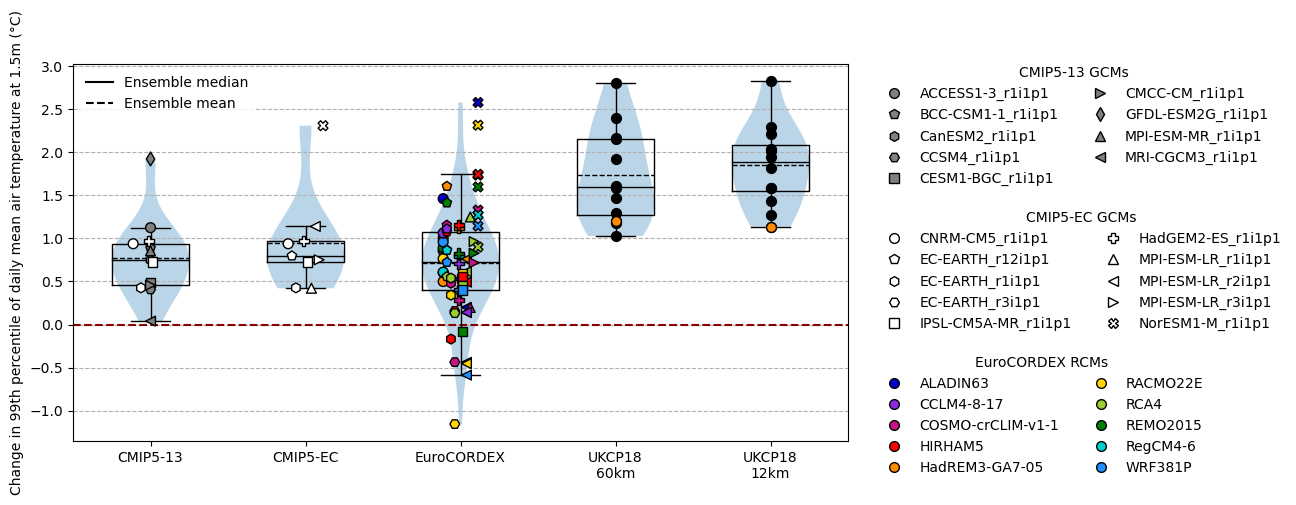 Change in 99th percentile of daily mean air temperature at 1.5m (°C)
3.0
2.5
2.0
1.5
1.0
0.5
0.0
−0.5
−1.0
Ensemble median
Ensemble mean
CMIP5-13
CMIP5-EC
EuroCORDEX
UKCP18
60km
UKCP18
12km
CMIP5-13 GCMs
ACCESS1-3_r1i1p1
BCC-CSM1-1_r1i1p1
CanESM2_r1i1p1
CCSM4_r1i1p1
CESM1-BGC_r1i1p1
CMCC-CM_r1i1p1
GFDL-ESM2G_r1i1p1
MPI-ESM-MR_r1i1p1
MRI-CGCM3_r1i1p1
CMIP5-EC GCMs
CNRM-CM5_r1i1p1
EC-EARTH_r12i1p1
EC-EARTH_r1i1p1
EC-EARTH_r3i1p1
IPSL-CM5A-MR_r1i1p1
HadGEM2-ES_r1i1p1
MPI-ESM-LR_r1i1p1
MPI-ESM-LR_r2i1p1
MPI-ESM-LR_r3i1p1
NorESM1-M_r1i1p1
EuroCORDEX RCMs
ALADIN63
CCLM4-8-17
COSMO-crCLIM-v1-1
HIRHAM5
HadREM3-GA7-05
RACMO22E
RCA4
REMO2015
RegCM4-6
WRF381P